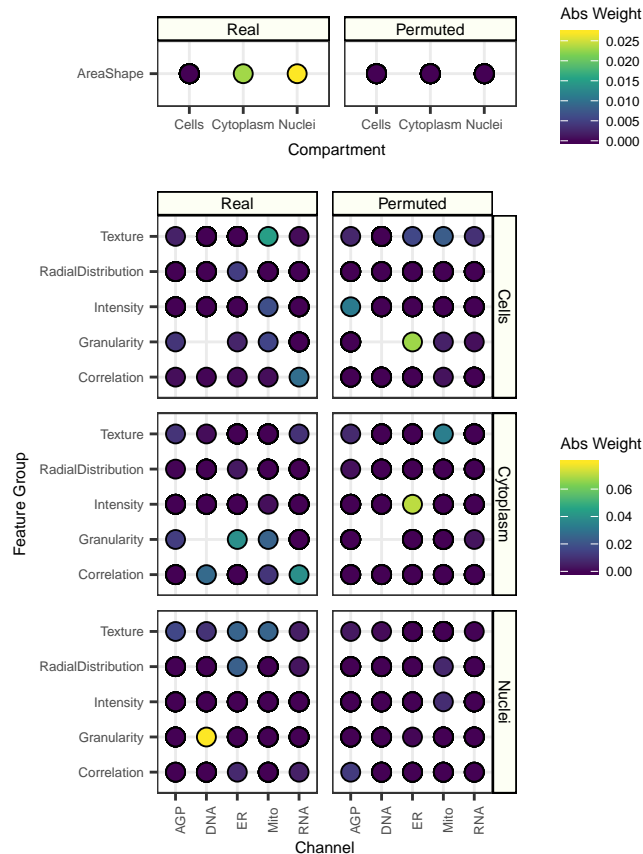 Real Permuted
AreaShape
Cells Cytoplasm Nuclei Cells Cytoplasm Nuclei
Compartment
Abs Weight
0.025
0.020
0.015
0.010
0.005
0.000
Real Permuted
Feature Group
Texture
RadialDistribution
Intensity
Granularity
Correlation
Cells
Texture
RadialDistribution
Intensity
Granularity
Correlation
Cytoplasm
Texture
RadialDistribution
Intensity
Granularity
Correlation
Nuclei
AGP DNA ER Mito RNA AGP DNA ER Mito RNA
Channel
Abs Weight
0.06
0.04
0.02
0.00